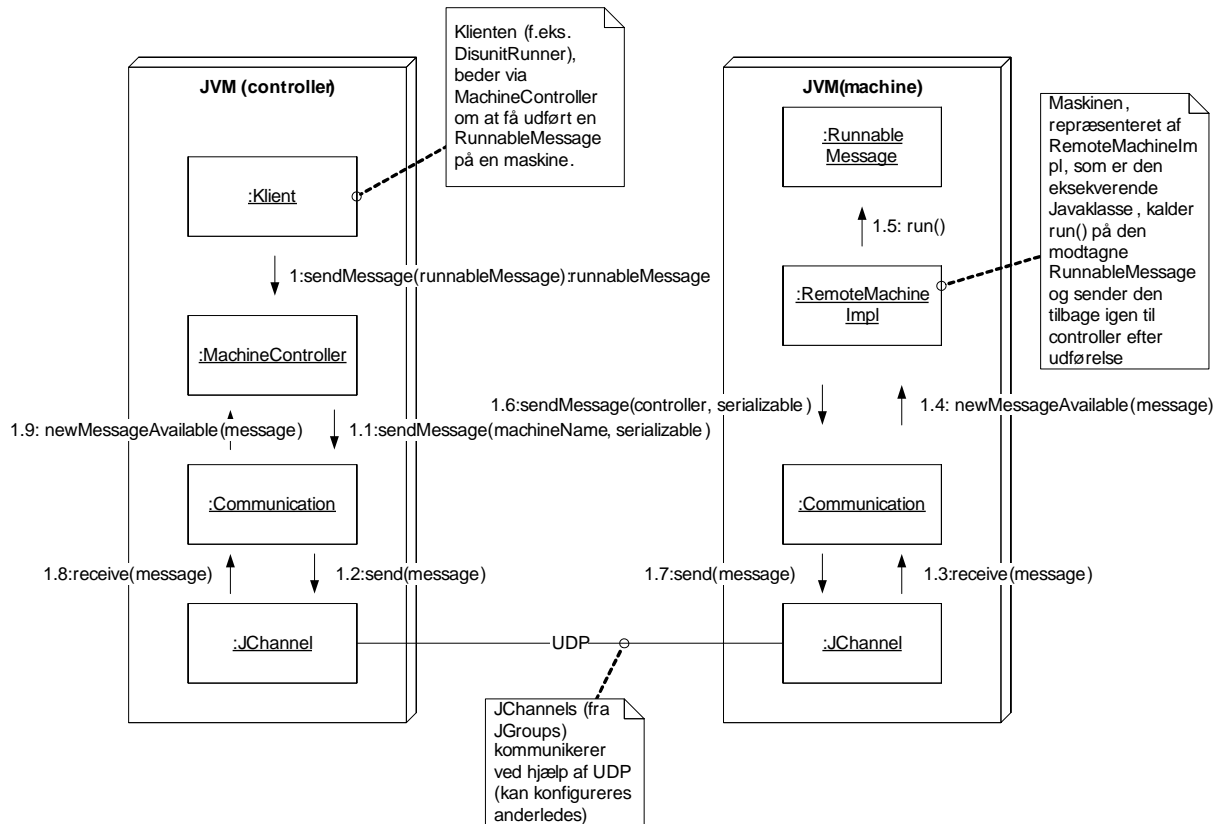 Klienten (f.eks.
DisunitRunner),
beder via
MachineController
om at få udført en
RunnableMessage
på en maskine.
JVM (controller)
:Klient
1:sendMessage(runnableMessage):runnableMessage
:MachineController
1.9: newMessageAvailable(message)
1.1:sendMessage(machineName, serializable)
:Communication
1.8:receive(message)
1.2:send(message)
:JChannel
UDP
JChannels (fra
JGroups)
kommunikerer
ved hjælp af UDP
(kan konfigureres
anderledes)
JVM(machine)
:Runnable
Message
1.5: run()
:RemoteMachine
Impl
1.6:sendMessage(controller, serializable)
1.4: newMessageAvailable(message)
:Communication
1.7:send(message)
1.3:receive(message)
:JChannel
Maskinen,
repræsenteret af
RemoteMachineIm
pl, som er den
eksekverende
Javaklasse, kalder
run() på den
modtagne
RunnableMessage
og sender den
tilbage igen til
controller efter
udførelse